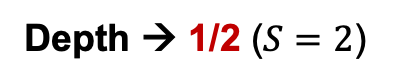 Depth → 1/2 (S = 2)